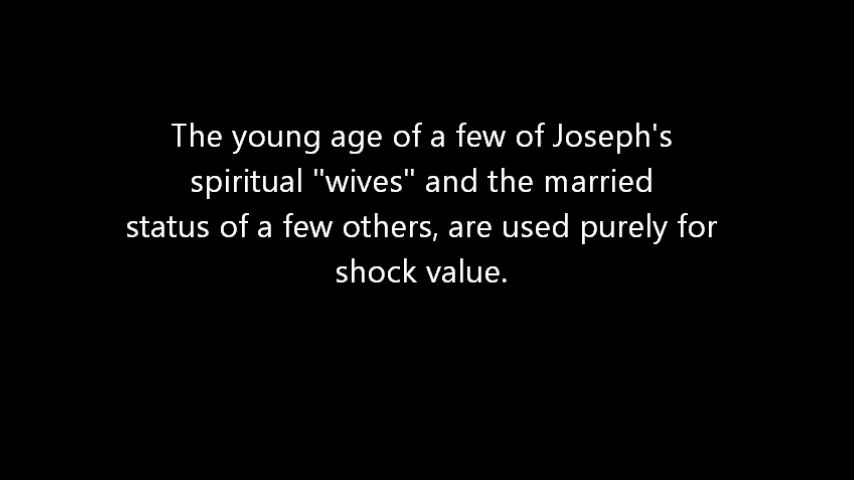 The young age of a few of Joseph's
spiritual "wives" and the married
status of a few others, are used purely for
shock value.